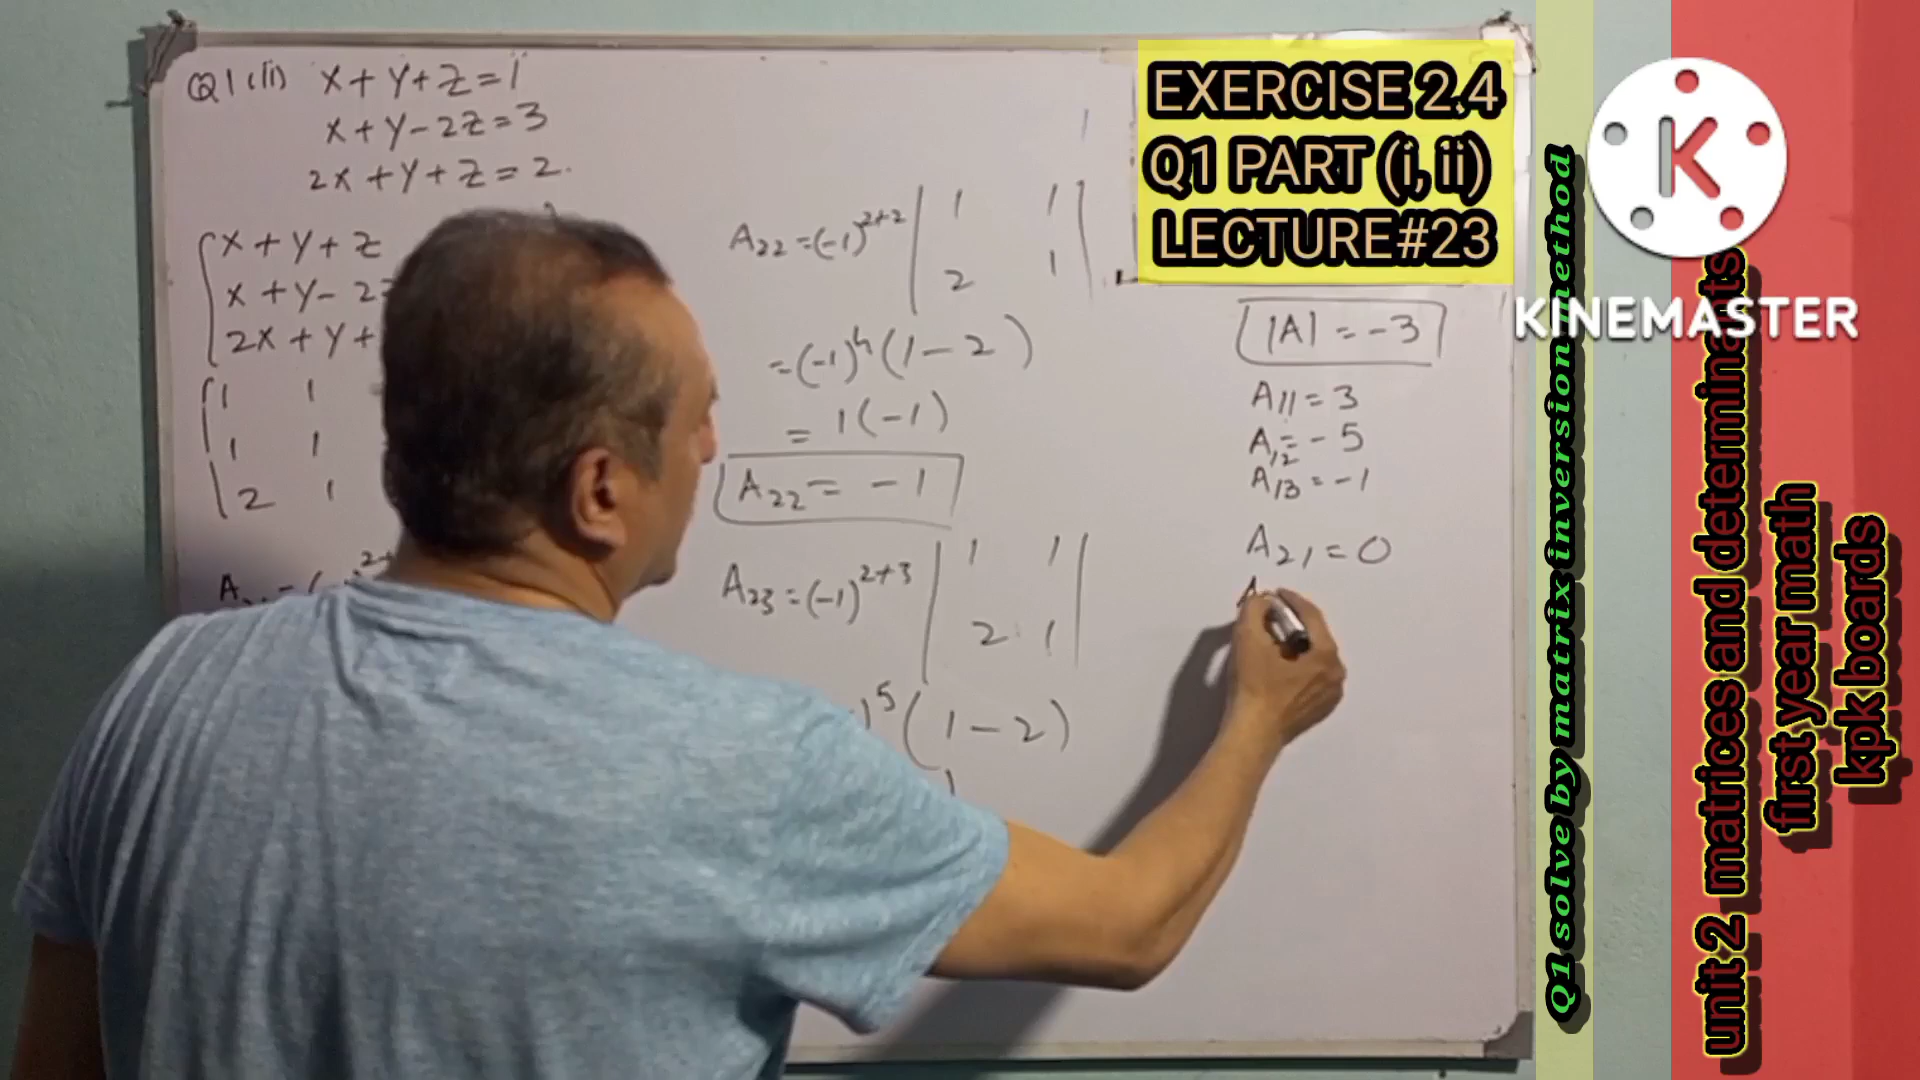 Q1(ii) x+y+z=1
x+y-2z=3
2x+y+z=2.
x+y+z
x+y-2z
2x+y+
1 1
1 1
2 1
A₂₂=(-1)²⁺² | 1 1 |
| 2 1 |
=(-1)⁴(1-2)
= 1(-1)
A₂₂= -1
A₂₃=(-1)²⁺³ | 1 1 |
| 2 1 |
)⁵(1-2)
|A| = -3
A₁₁=3
A₁₂=-5
A₁₃=-1
A₂₁=0
EXERCISE 2.4
Q1 PART (i, ii)
LECTURE#23
K
KINEMASTER
Q1 solve by matrix inversion method
unit 2 matrices and determinants
first year math
kpk boards